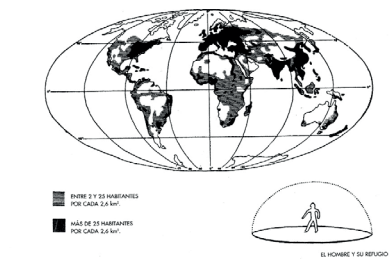 ENTRE 2 Y 25 HABITANTES
POR CADA 2,6 km².
MÁS DE 25 HABITANTES
POR CADA 2,6 km².
EL HOMBRE Y SU REFUGIO